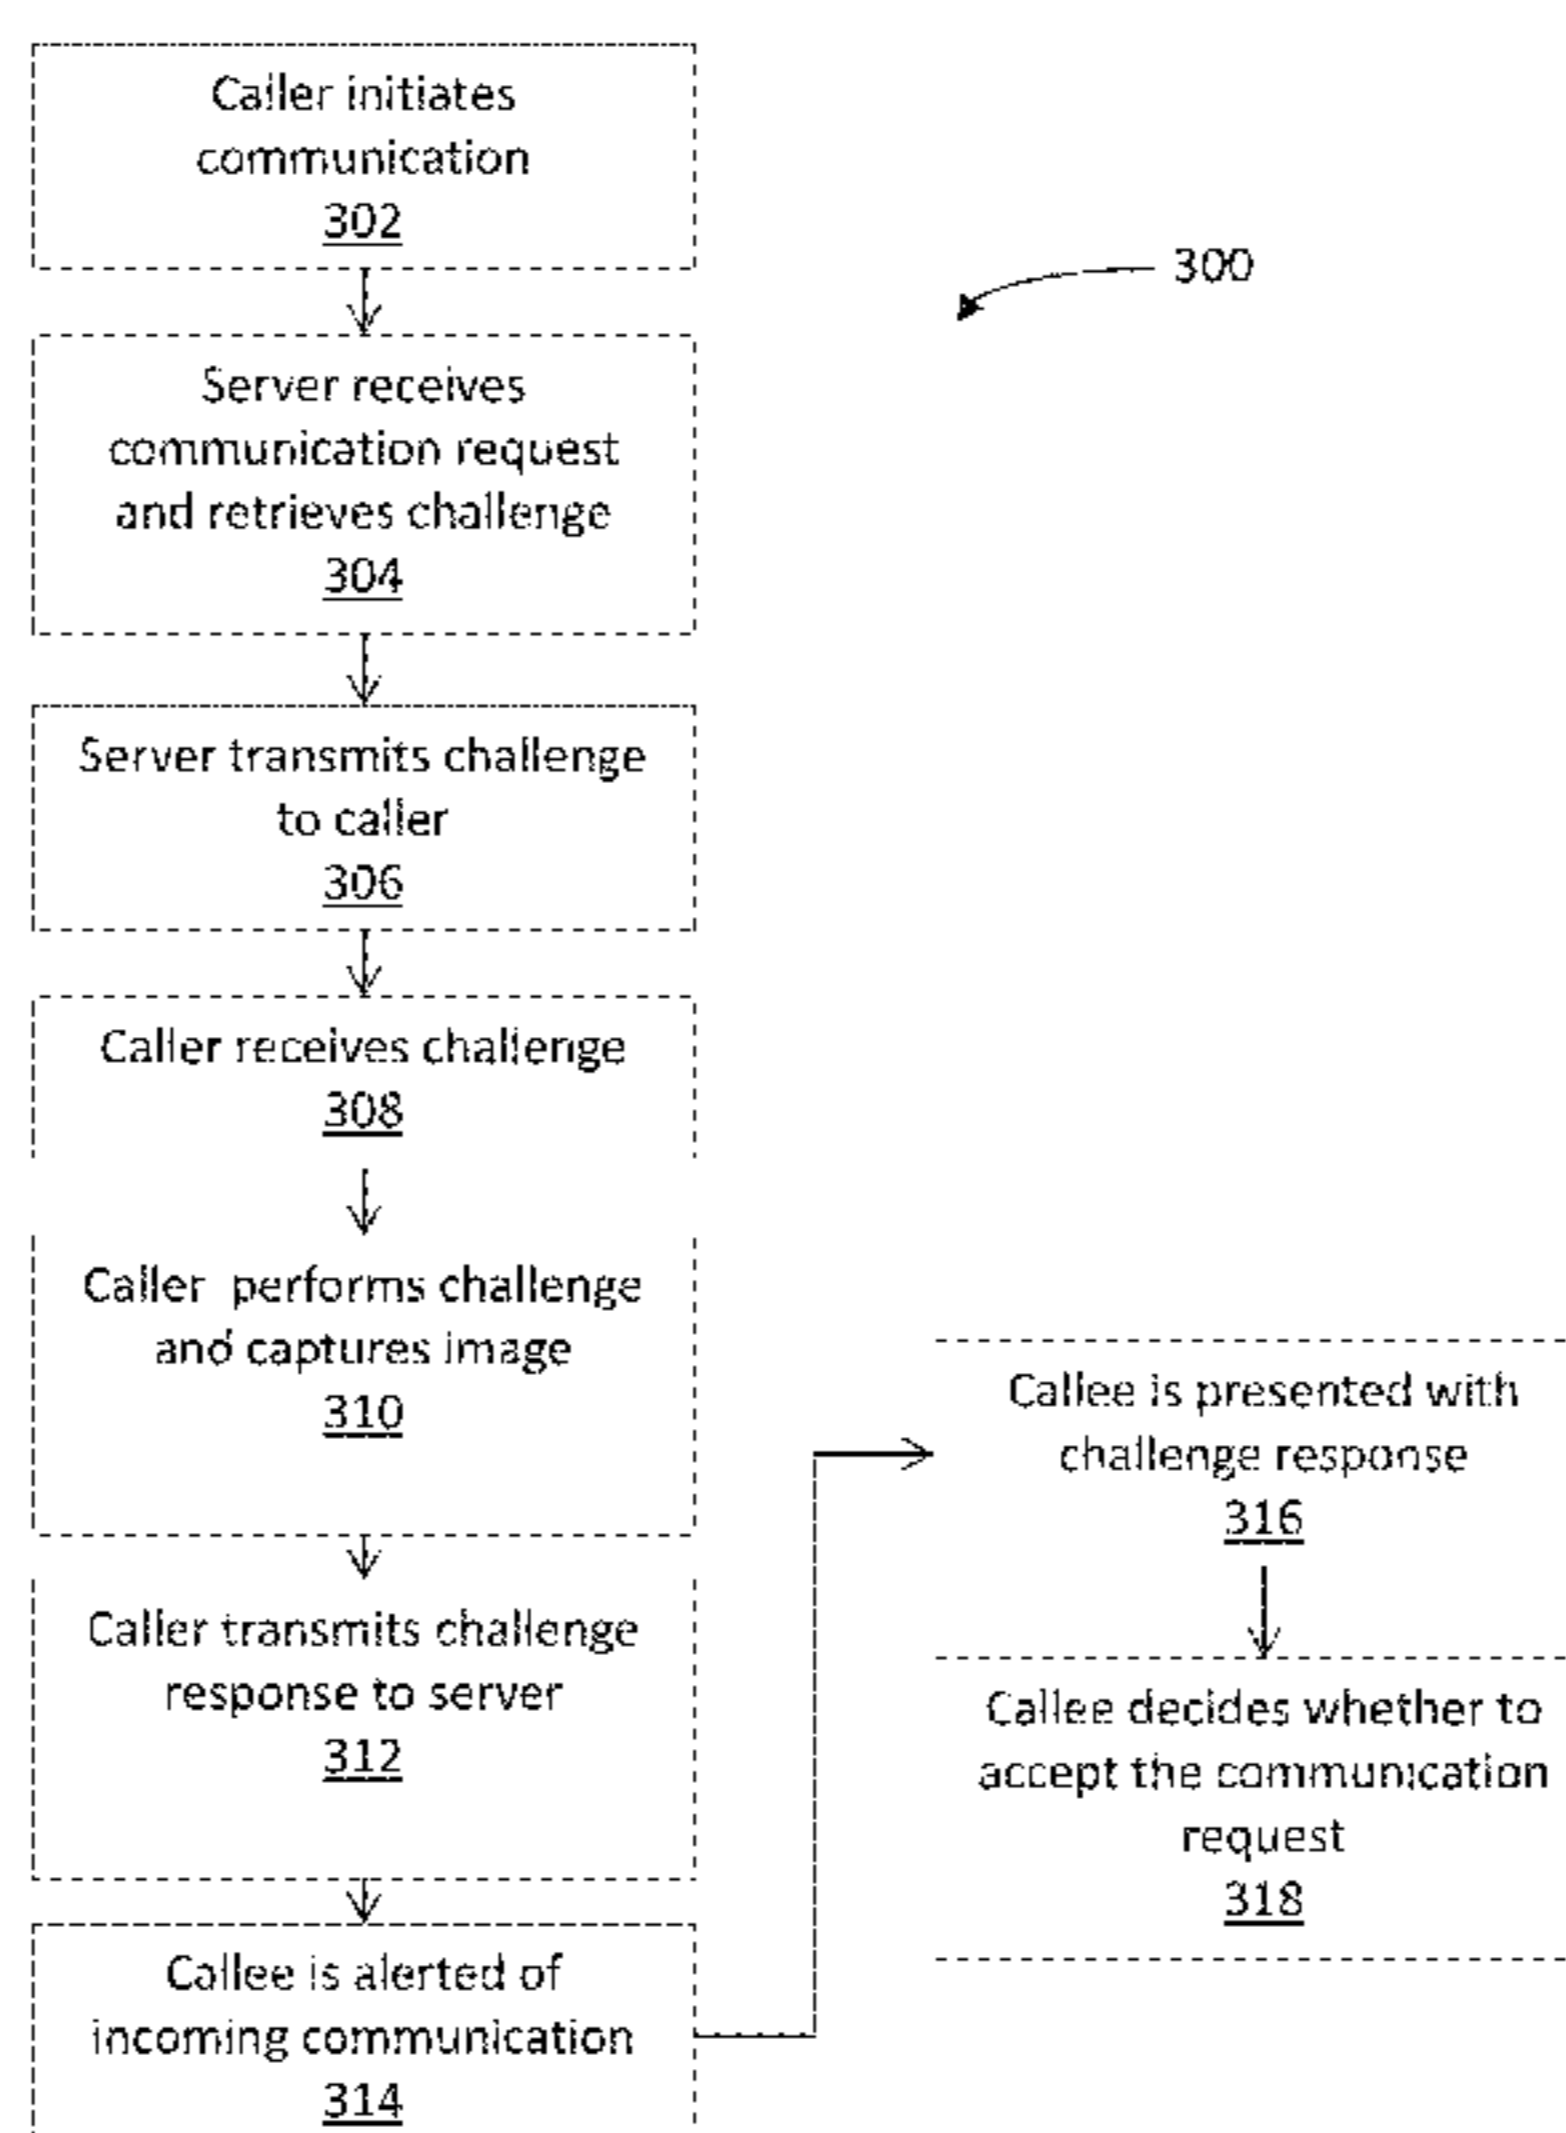 Caller initiates
communication
302
300
Server receives
communication request
and retrieves challenge
304
Server transmits challenge
to caller
306
Caller receives challenge
308
Caller performs challenge
and captures image
310
Caller transmits challenge
response to server
312
Callee is alerted of
incoming communication
314
Callee is presented with
challenge response
316
Callee decides whether to
accept the communication
request
318